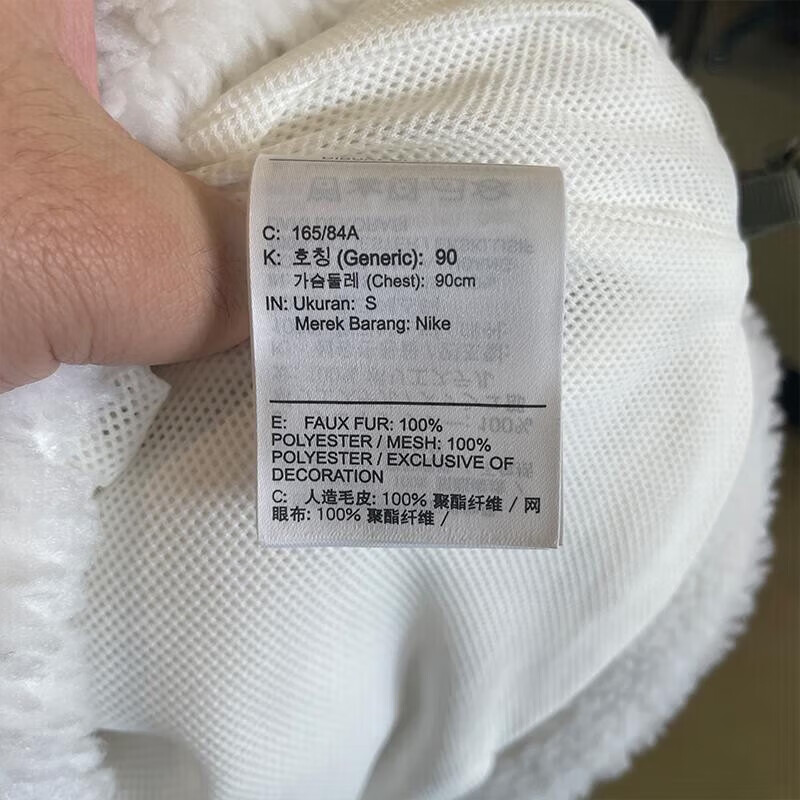 C: 165/84A
K: 호칭 (Generic): 90
가슴둘레 (Chest): 90cm
IN: Ukuran: S
Merek Barang: Nike
E: FAUX FUR: 100%
POLYESTER / MESH: 100%
POLYESTER / EXCLUSIVE OF
DECORATION
C: 人造毛皮: 100% 聚酯纤维 / 网
眼布: 100% 聚酯纤维 /